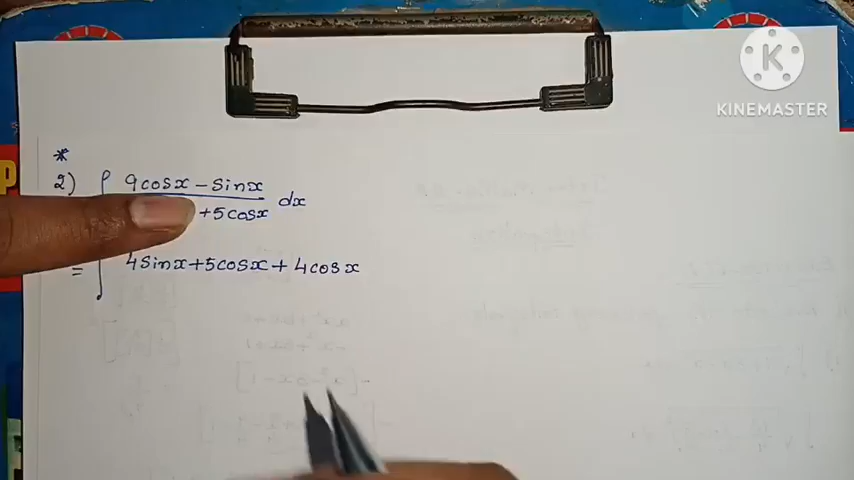 KINEMASTER
*
2) ∫ 9cosx - sinx
+5cosx dx
= ∫ 4sinx+5cosx + 4cosx